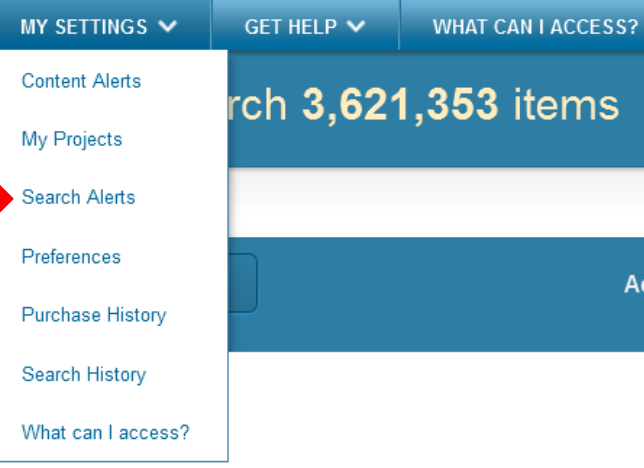 MY SETTINGS GET HELP WHAT CAN I ACCESS?
Content Alerts
rch 3,621,353 items
My Projects
Search Alerts
Preferences
Purchase History
Search History
What can I access?